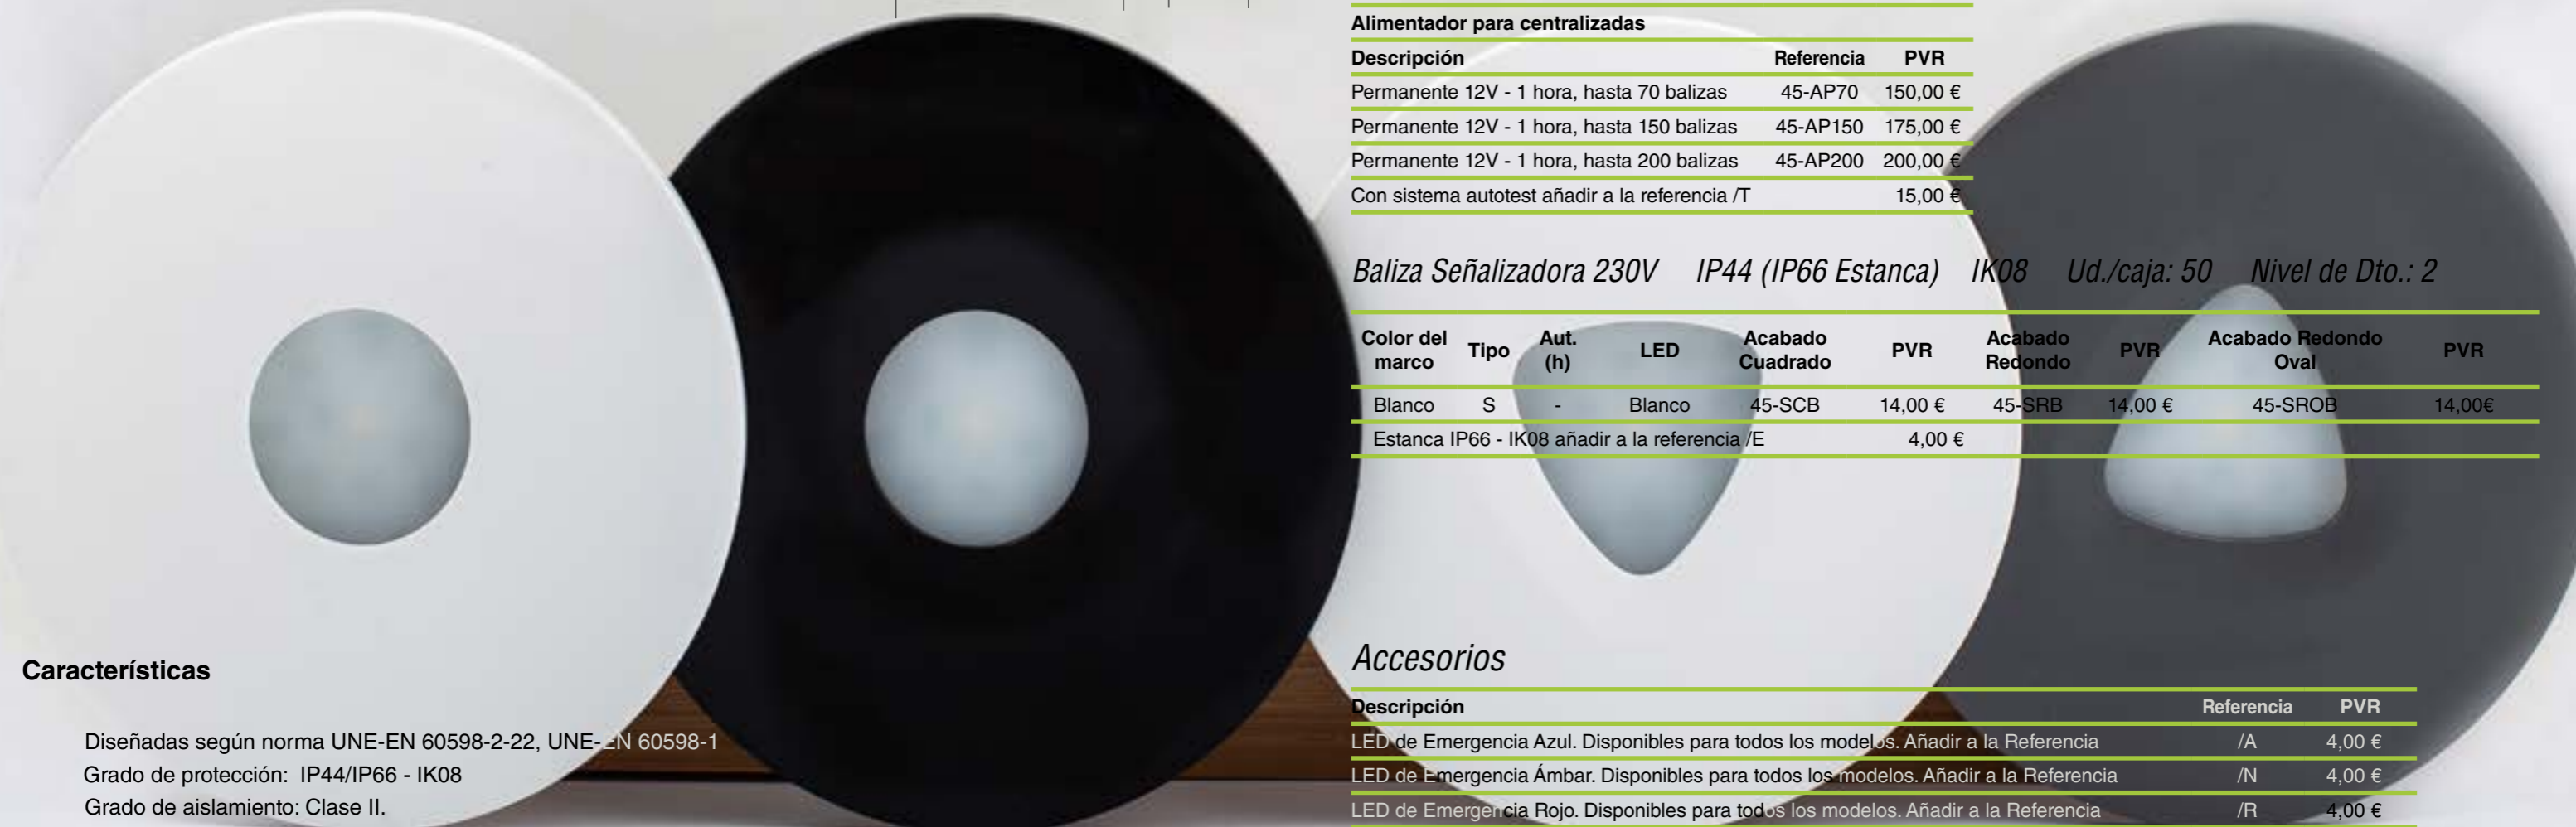 Alimentador para centralizadas
Descripción Referencia PVR
Permanente 12V - 1 hora, hasta 70 balizas 45-AP70 150,00 €
Permanente 12V - 1 hora, hasta 150 balizas 45-AP150 175,00 €
Permanente 12V - 1 hora, hasta 200 balizas 45-AP200 200,00 €
Con sistema autotest añadir a la referencia /T 15,00 €
Baliza Señalizadora 230V IP44 (IP66 Estanca) IK08 Ud./caja: 50 Nivel de Dto.: 2
Color del marco Tipo Aut. (h) LED Acabado Cuadrado PVR Acabado Redondo PVR Acabado Redondo Oval PVR
Blanco S - Blanco 45-SCB 14,00 € 45-SRB 14,00 € 45-SROB 14,00€
Estanca IP66 - IK08 añadir a la referencia /E 4,00 €
Características
Diseñadas según norma UNE-EN 60598-2-22, UNE-EN 60598-1
Grado de protección: IP44/IP66 - IK08
Grado de aislamiento: Clase II.
Accesorios
Descripción Referencia PVR
LED de Emergencia Azul. Disponibles para todos los modelos. Añadir a la Referencia /A 4,00 €
LED de Emergencia Ámbar. Disponibles para todos los modelos. Añadir a la Referencia /N 4,00 €
LED de Emergencia Rojo. Disponibles para todos los modelos. Añadir a la Referencia /R 4,00 €